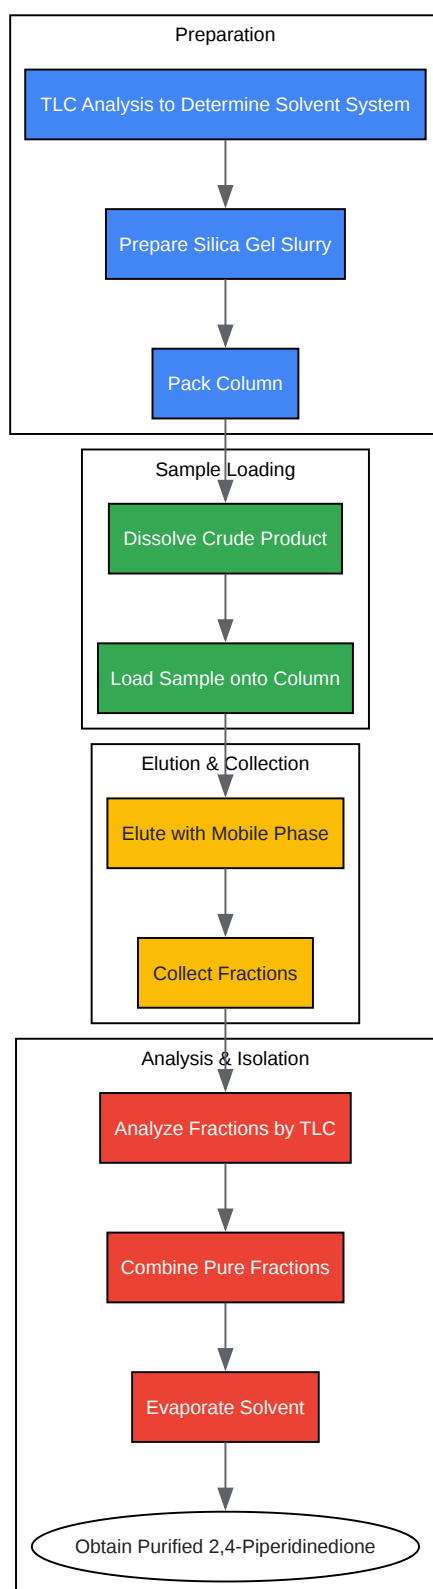 Preparation
TLC Analysis to Determine Solvent System
Prepare Silica Gel Slurry
Pack Column
Sample Loading
Dissolve Crude Product
Load Sample onto Column
Elution & Collection
Elute with Mobile Phase
Collect Fractions
Analysis & Isolation
Analyze Fractions by TLC
Combine Pure Fractions
Evaporate Solvent
Obtain Purified 2,4-Piperidinedione